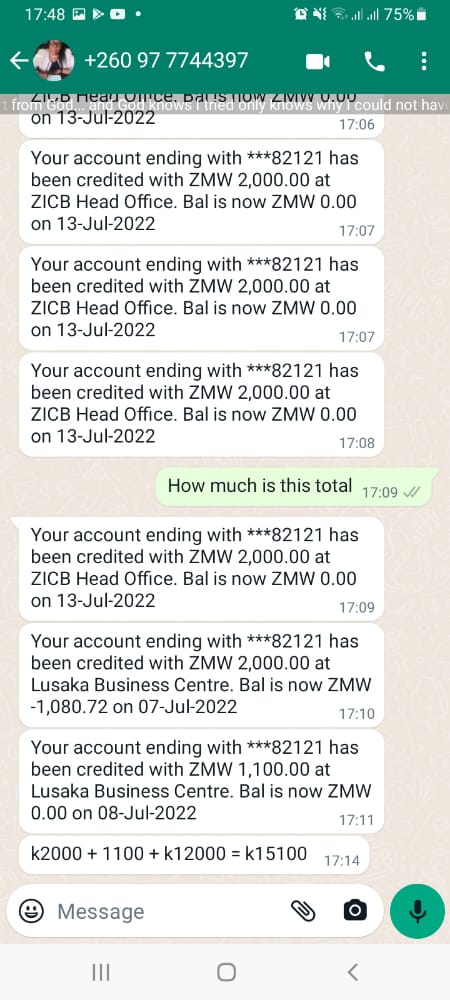 17:48
75%
+260 97 7744397
t from God... and God knows I tried only knows why I could not hav
ZICB Head Office. Bal is now ZMW 0.00
on 13-Jul-2022
17:06
Your account ending with ***82121 has
been credited with ZMW 2,000.00 at
ZICB Head Office. Bal is now ZMW 0.00
on 13-Jul-2022
17:07
Your account ending with ***82121 has
been credited with ZMW 2,000.00 at
ZICB Head Office. Bal is now ZMW 0.00
on 13-Jul-2022
17:07
Your account ending with ***82121 has
been credited with ZMW 2,000.00 at
ZICB Head Office. Bal is now ZMW 0.00
on 13-Jul-2022
17:08
How much is this total 17:09
Your account ending with ***82121 has
been credited with ZMW 2,000.00 at
ZICB Head Office. Bal is now ZMW 0.00
on 13-Jul-2022
17:09
Your account ending with ***82121 has
been credited with ZMW 2,000.00 at
Lusaka Business Centre. Bal is now ZMW
-1,080.72 on 07-Jul-2022
17:10
Your account ending with ***82121 has
been credited with ZMW 1,100.00 at
Lusaka Business Centre. Bal is now ZMW
0.00 on 08-Jul-2022
17:11
k2000 + 1100 + k12000 = k15100 17:14
Message